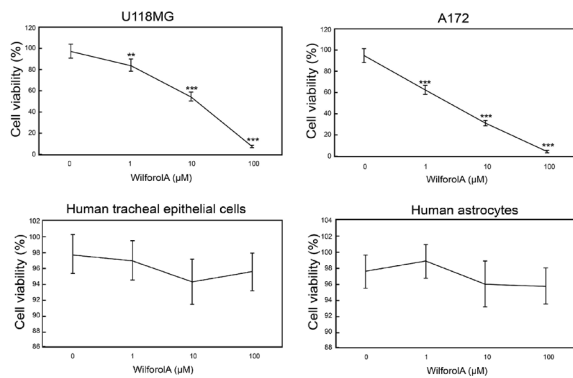 U118MG
Cell viability (%)
120
100
80
60
40
20
0
**
***
***
0 1 10 100
WilforolA (μM)
A172
Cell viability (%)
120
100
80
60
40
20
0
***
***
***
0 1 10 100
WilforolA (μM)
Human tracheal epithelial cells
Cell viability (%)
102
100
98
96
94
92
90
88
86
0 1 10 100
WilforolA (μM)
Human astrocytes
Cell viability (%)
104
102
100
98
96
94
92
90
88
0 1 10 100
WilforolA (μM)